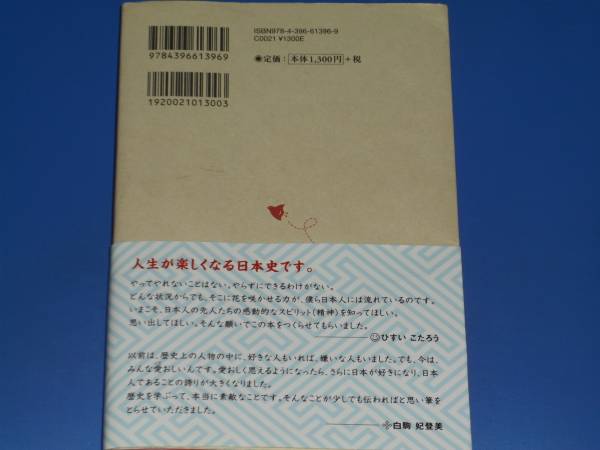 ISBN978-4-396-61396-9
C0021 ¥1300E
9784396613969
●定価：本体1,300円＋税
1920021013003
人生が楽しくなる日本史です。
やってやれないことはない。やらずにできるわけがない。
どんな状況からでも、そこに花を咲かせる力が、僕ら日本人には流れているのです。
いまこそ、日本人の先人たちの感動的なスピリット（精神）を知ってほしい。
思い出してほしい。そんな願いでこの本をつくらせてもらいました。
ひすい こたろう
以前は、歴史上の人物の中に、好きな人もいれば、嫌いな人もいました。でも、今は、
みんな愛おしいんです。愛おしく思えるようになったら、さらに日本が好きになり、日本
人であることの誇りが大きくなりました。
歴史を学ぶって、本当に素敵なことです。そんなことが少しでも伝わればと思い筆を
とらせていただきました。
白駒 妃登美